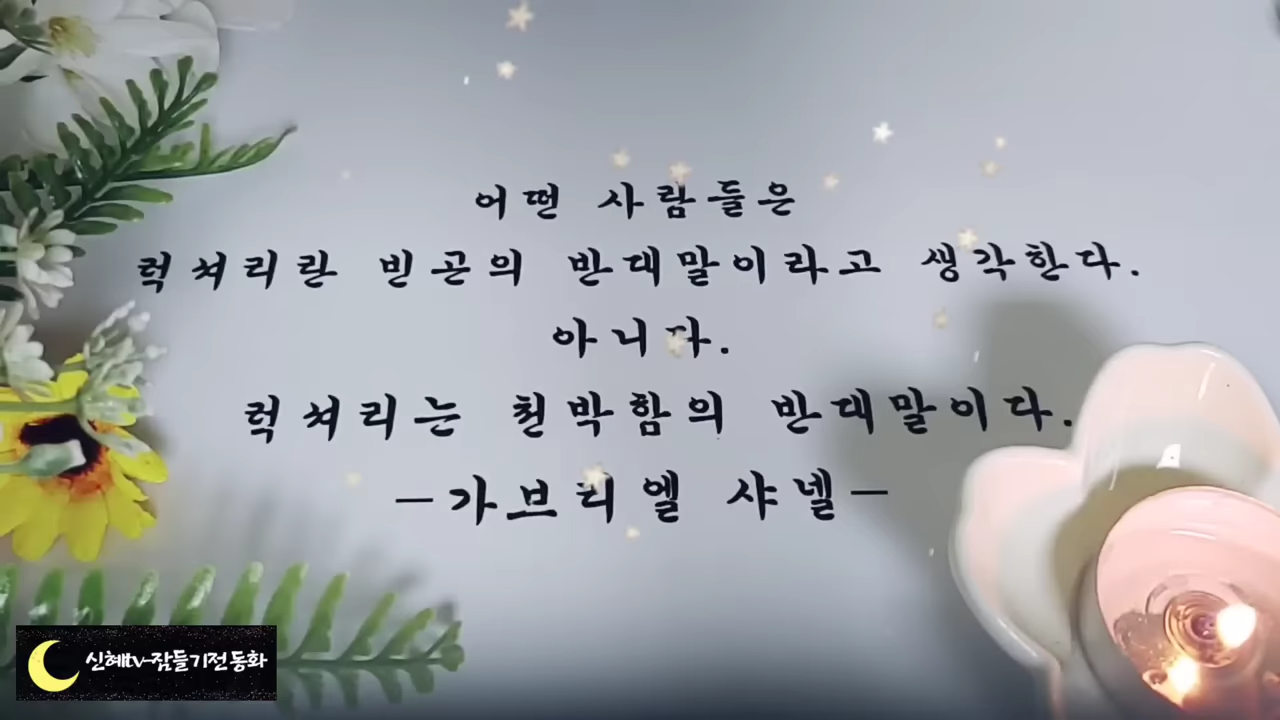 어떤 사람들은
럭셔리란 빈곤의 반대말이라고 생각한다.
아니다.
럭셔리는 천박함의 반대말이다.
-가브리엘 샤넬-
신혜tv-잠들기전 동화